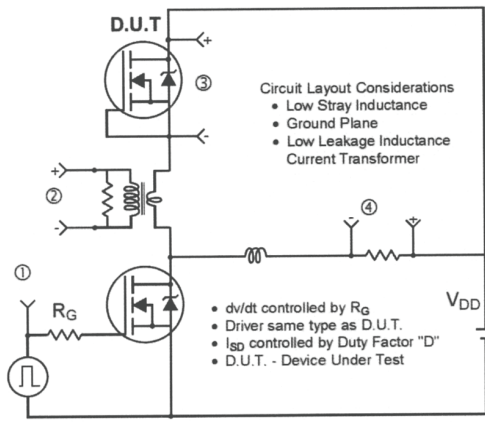 D.U.T
+
③
-
Circuit Layout Considerations
• Low Stray Inductance
• Ground Plane
• Low Leakage Inductance
Current Transformer
+
②
-
④
- +
①
RG
• dv/dt controlled by RG
• Driver same type as D.U.T.
• ISD controlled by Duty Factor "D"
• D.U.T. - Device Under Test
VDD